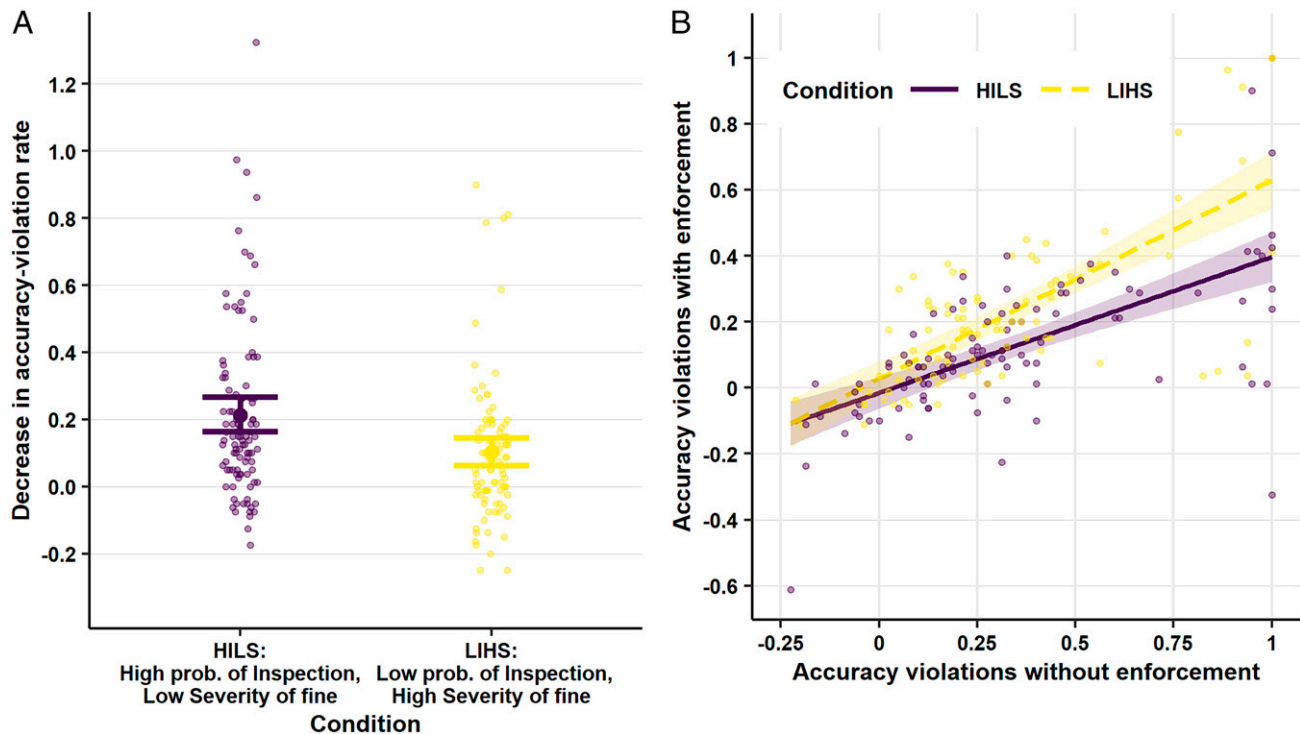 A
Decrease in accuracy-violation rate
1.2
1.0
0.8
0.6
0.4
0.2
0.0
-0.2
HILS:
High prob. of Inspection,
Low Severity of fine
LIHS:
Low prob. of Inspection,
High Severity of fine
Condition
B
Accuracy violations with enforcement
Condition HILS LIHS
1
0.8
0.6
0.4
0.2
0
-0.2
-0.4
-0.6
-0.25 0 0.25 0.5 0.75 1
Accuracy violations without enforcement